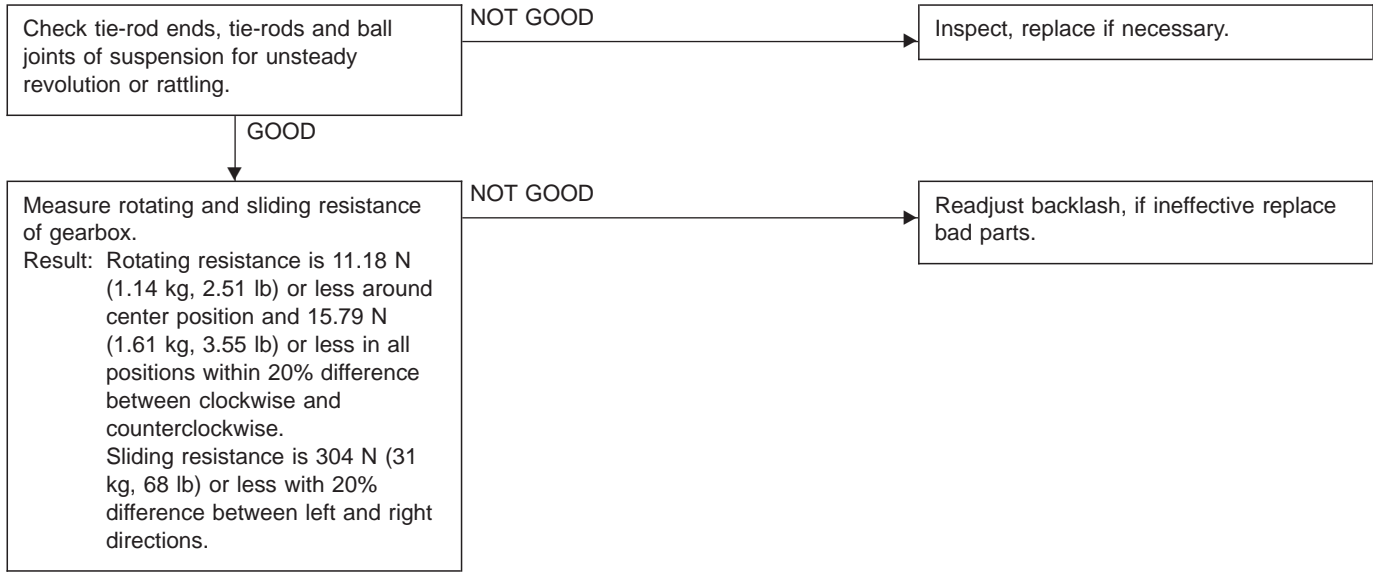 Check tie-rod ends, tie-rods and ball
joints of suspension for unsteady
revolution or rattling.
NOT GOOD
Inspect, replace if necessary.
GOOD
Measure rotating and sliding resistance
of gearbox.
Result: Rotating resistance is 11.18 N
(1.14 kg, 2.51 lb) or less around
center position and 15.79 N
(1.61 kg, 3.55 lb) or less in all
positions within 20% difference
between clockwise and
counterclockwise.
Sliding resistance is 304 N (31
kg, 68 lb) or less with 20%
difference between left and right
directions.
NOT GOOD
Readjust backlash, if ineffective replace
bad parts.